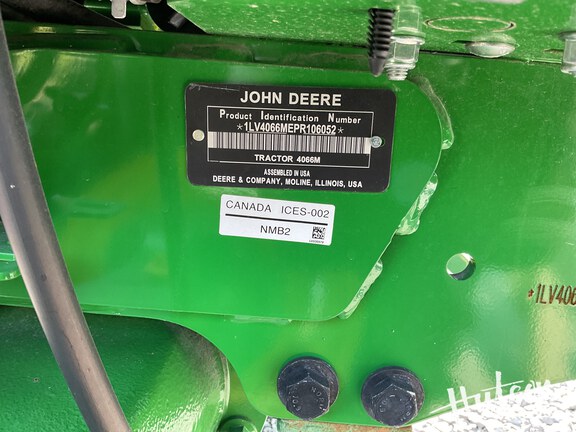 JOHN DEERE
Product Identification Number
*1LV4066MEPR106052*
TRACTOR 4066M
ASSEMBLED IN USA
DEERE & COMPANY, MOLINE, ILLINOIS, USA
CANADA ICES-002
NMB2
*1LV406
Hutson